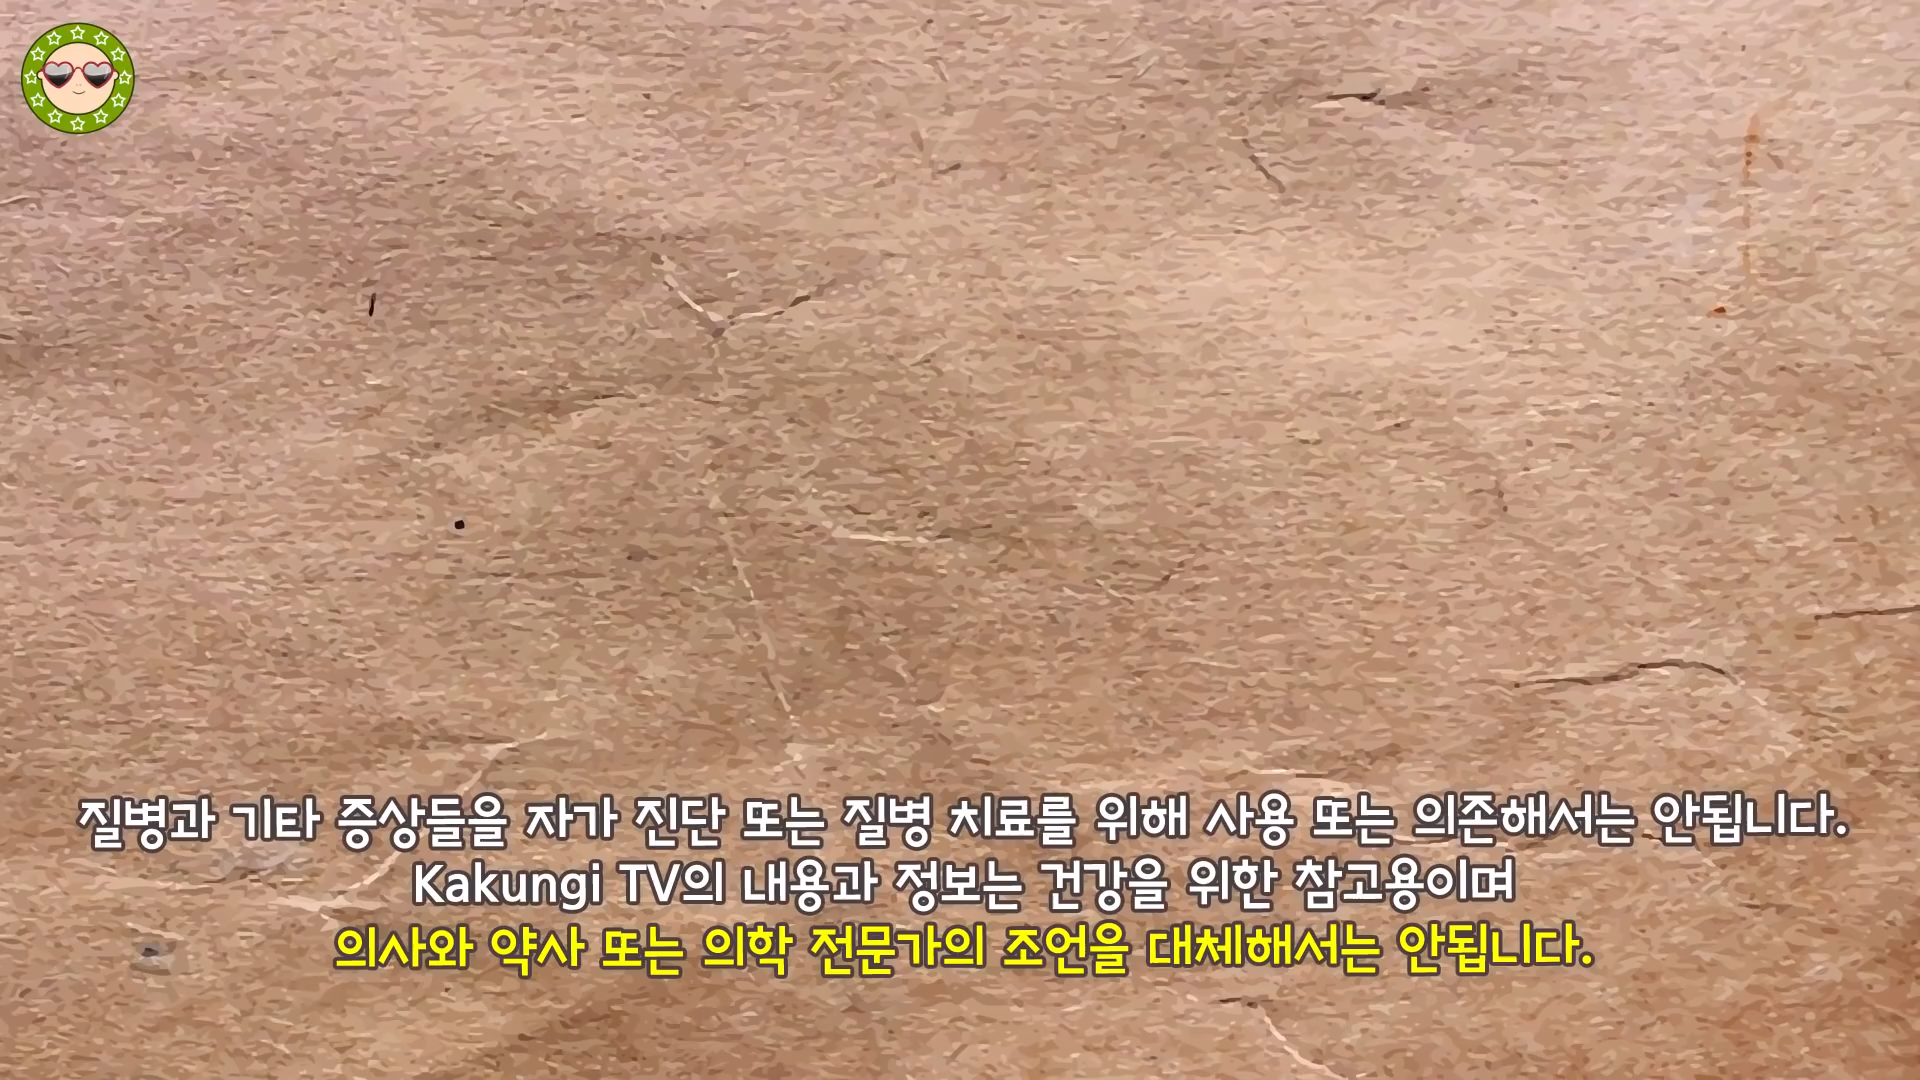 질병과 기타 증상들을 자가 진단 또는 질병 치료를 위해 사용 또는 의존해서는 안됩니다.
Kakungi TV의 내용과 정보는 건강을 위한 참고용이며
의사와 약사 또는 의학 전문가의 조언을 대체해서는 안됩니다.